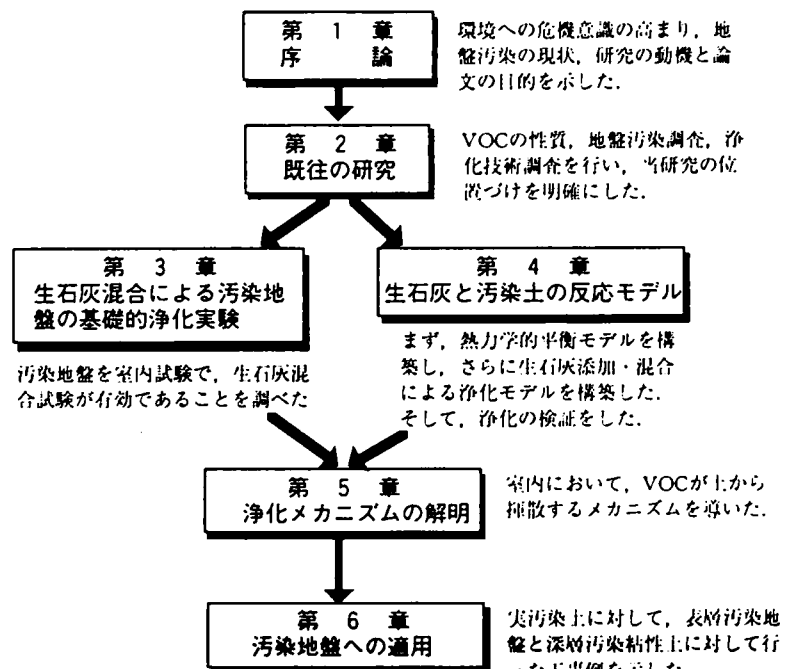 第 1 章
序 論
環境への危機意識の高まり，地
盤汚染の現状，研究の動機と論
文の目的を示した．
第 2 章
既往の研究
VOCの性質，地盤汚染調査，浄
化技術調査を行い，当研究の位
置づけを明確にした．
第 3 章
生石灰混合による汚染地
盤の基礎的浄化実験
汚染地盤を室内試験で，生石灰混
合試験が有効であることを調べた
第 4 章
生石灰と汚染土の反応モデル
まず，熱力学的平衡モデルを構
築し，さらに生石灰添加・混合
による浄化モデルを構築した．
そして，浄化の検証をした．
第 5 章
浄化メカニズムの解明
室内において，VOCが土から
揮散するメカニズムを導いた．
第 6 章
汚染地盤への適用
実汚染土に対して，表層汚染地
盤と深層汚染粘性土に対して行
った工事例を示した